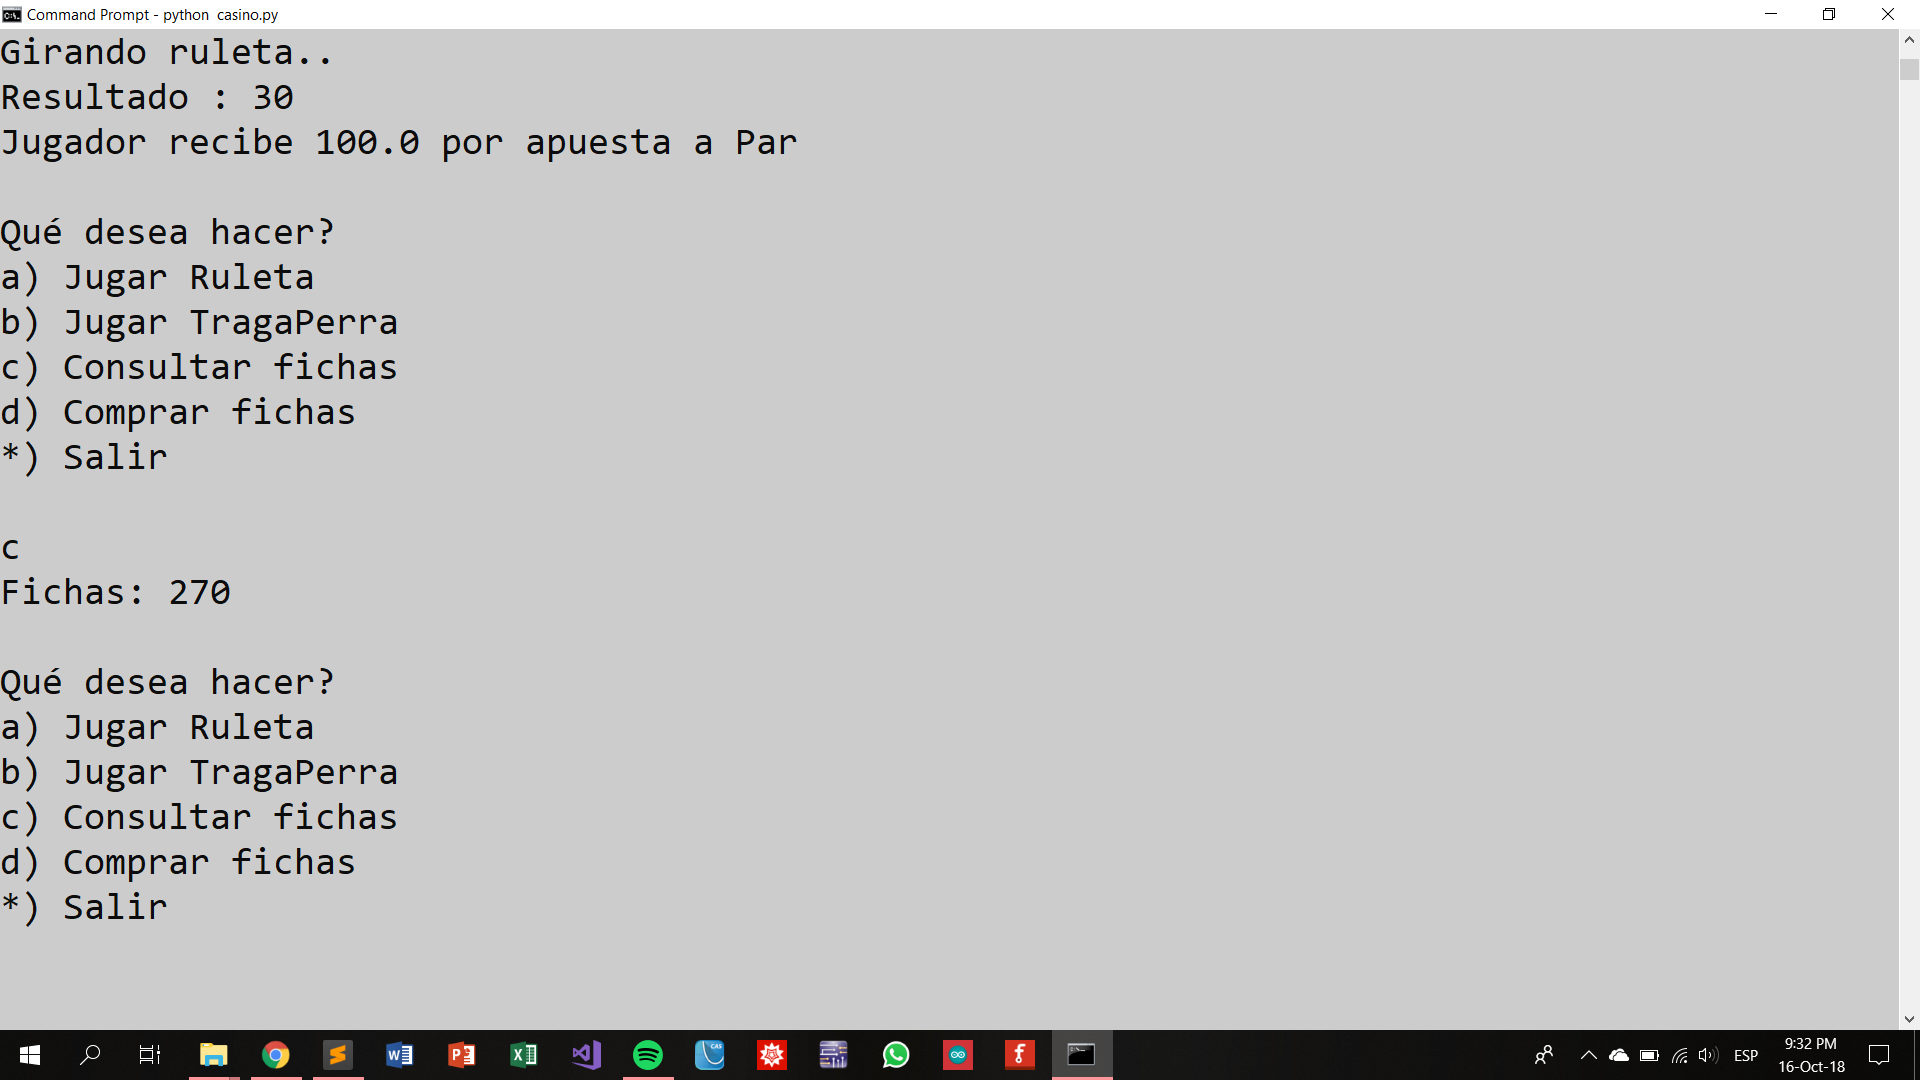 Command Prompt - python  casino.py
Girando ruleta..
Resultado : 30
Jugador recibe 100.0 por apuesta a Par
Qué desea hacer?
a) Jugar Ruleta
b) Jugar TragaPerra
c) Consultar fichas
d) Comprar fichas
*) Salir
c
Fichas: 270
Qué desea hacer?
a) Jugar Ruleta
b) Jugar TragaPerra
c) Consultar fichas
d) Comprar fichas
*) Salir
ESP
9:32 PM
16-Oct-18